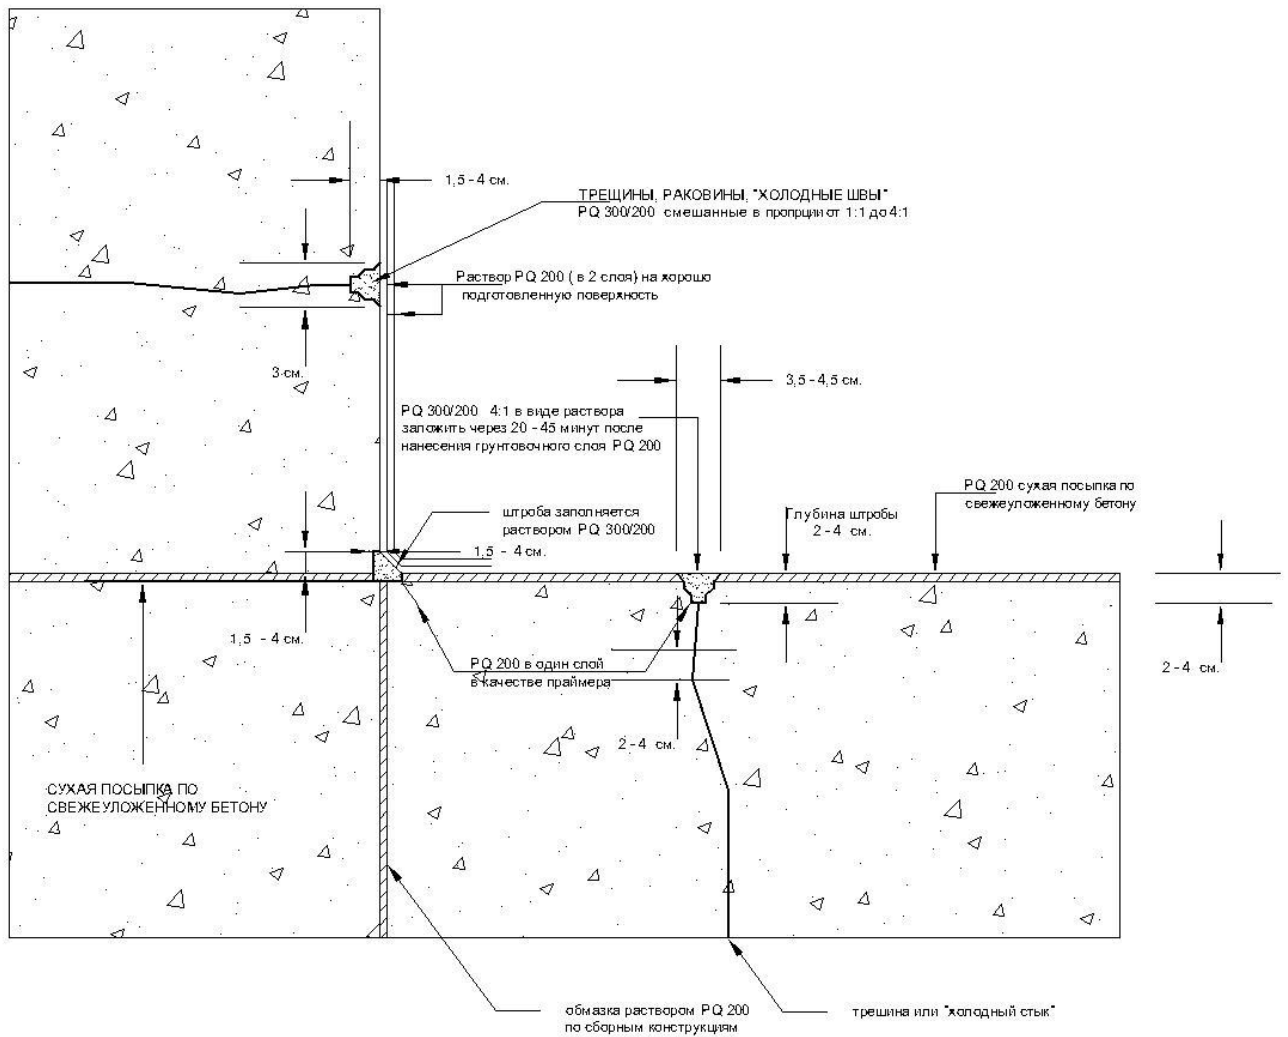 1,5 - 4 см.
ТРЕЩИНЫ, РАКОВИНЫ, "ХОЛОДНЫЕ ШВЫ"
PQ 300/200 смешанные в пропрции от 1:1 до 4:1
Раствор PQ 200 ( в 2 слоя) на хорошо
подготовленную поверхность
3 см.
3,5 - 4,5 см.
PQ 300/200 4:1 в виде раствора
заложить через 20 - 45 минут после
нанесения грунтовочного слоя PQ 200
PQ 200 сухая посыпка по
свежеуложенному бетону
штроба заполняется
раствором PQ 300/200
Глубина штробы
2 - 4 см.
1,5 - 4 см.
1,5 - 4 см.
PQ 200 в один слой
в качестве праймера
2 - 4 см.
2 - 4 см.
СУХАЯ ПОСЫПКА ПО
СВЕЖЕУЛОЖЕННОМУ БЕТОНУ
обмазка раствором PQ 200
по сборным конструкциям
трешина или "холодный стык"